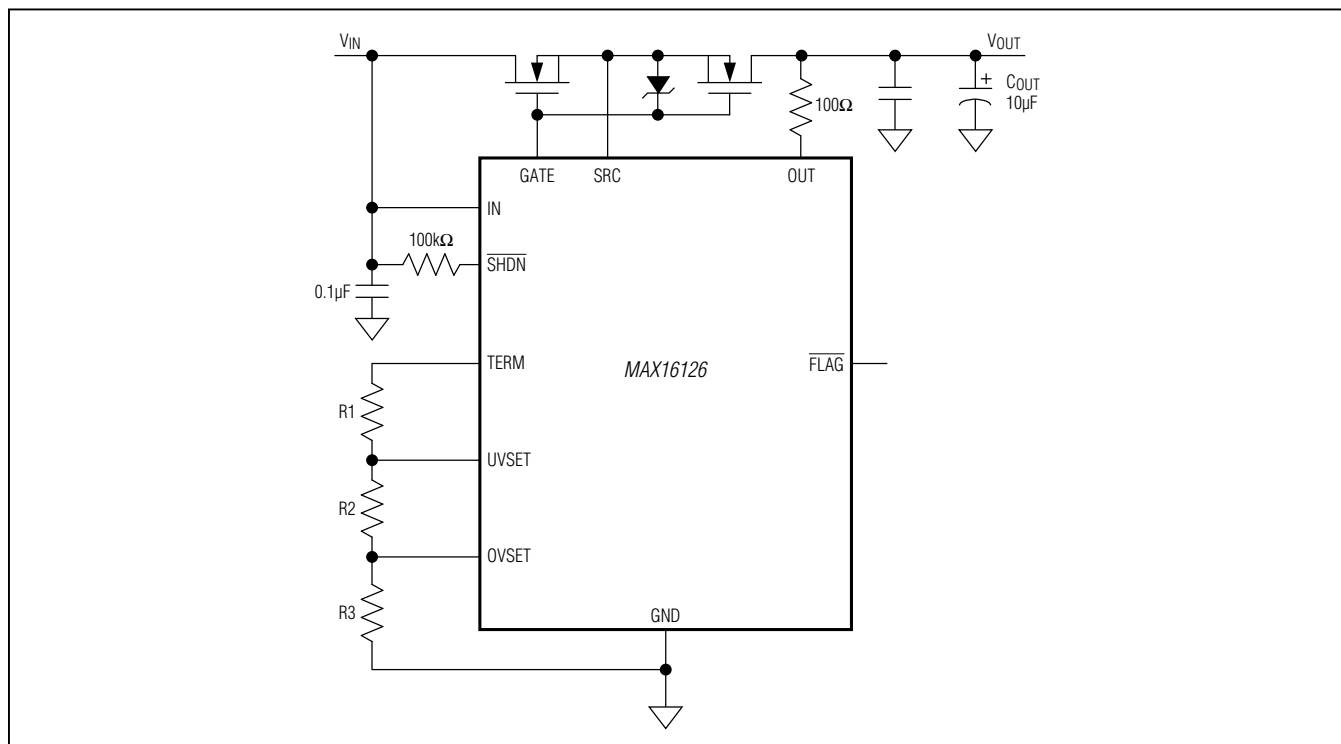 VIN
VOUT
+
COUT
10µF
100Ω
GATE
SRC
OUT
IN
100kΩ
SHDN
0.1µF
TERM
MAX16126
FLAG
R1
UVSET
R2
OVSET
R3
GND